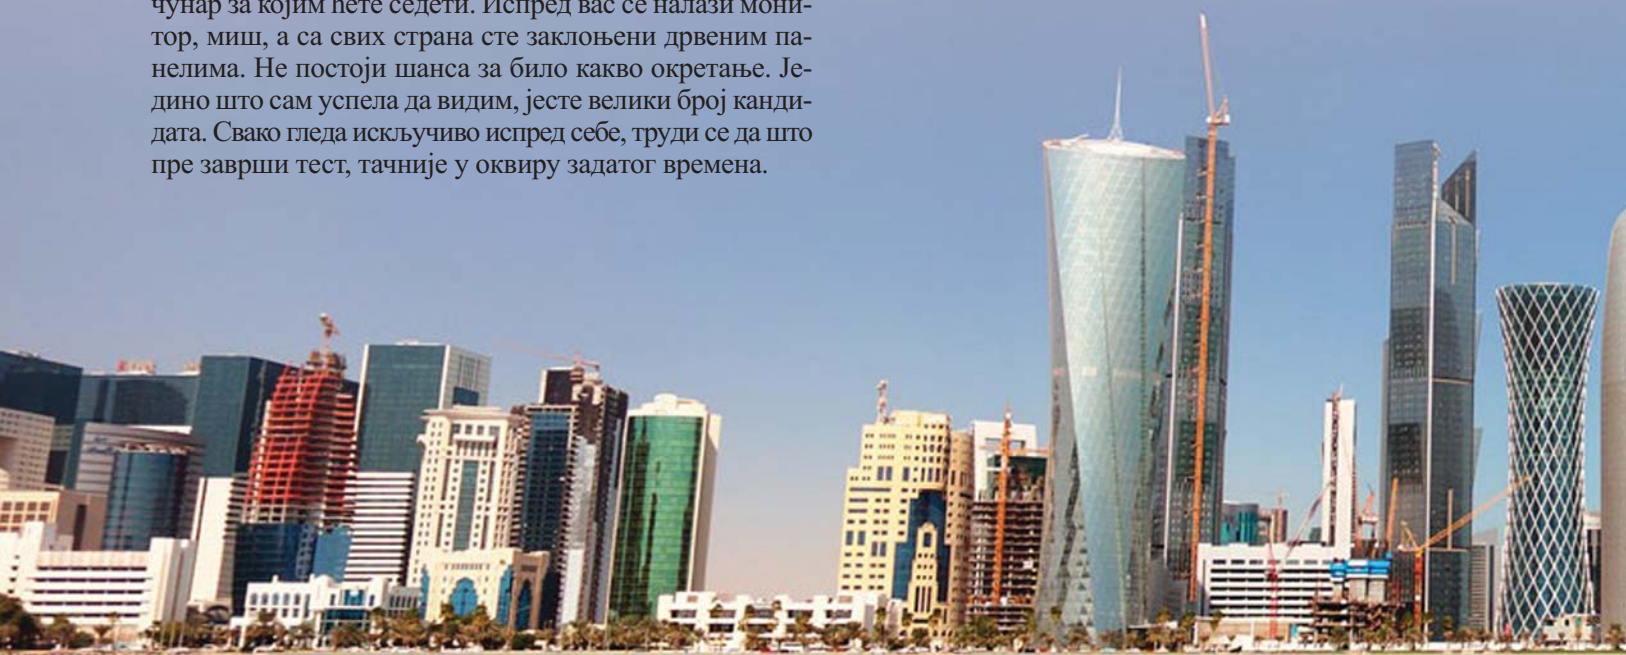 чунар за којим ћете седети. Испред вас се налази мони-
тор, миш, а са свих страна сте заклоњени дрвеним па-
нелима. Не постоји шанса за било какво окретање. Је-
дино што сам успела да видим, јесте велики број канди-
дата. Свако гледа искључиво испред себе, труди се да што
пре заврши тест, тачније у оквиру задатог времена.